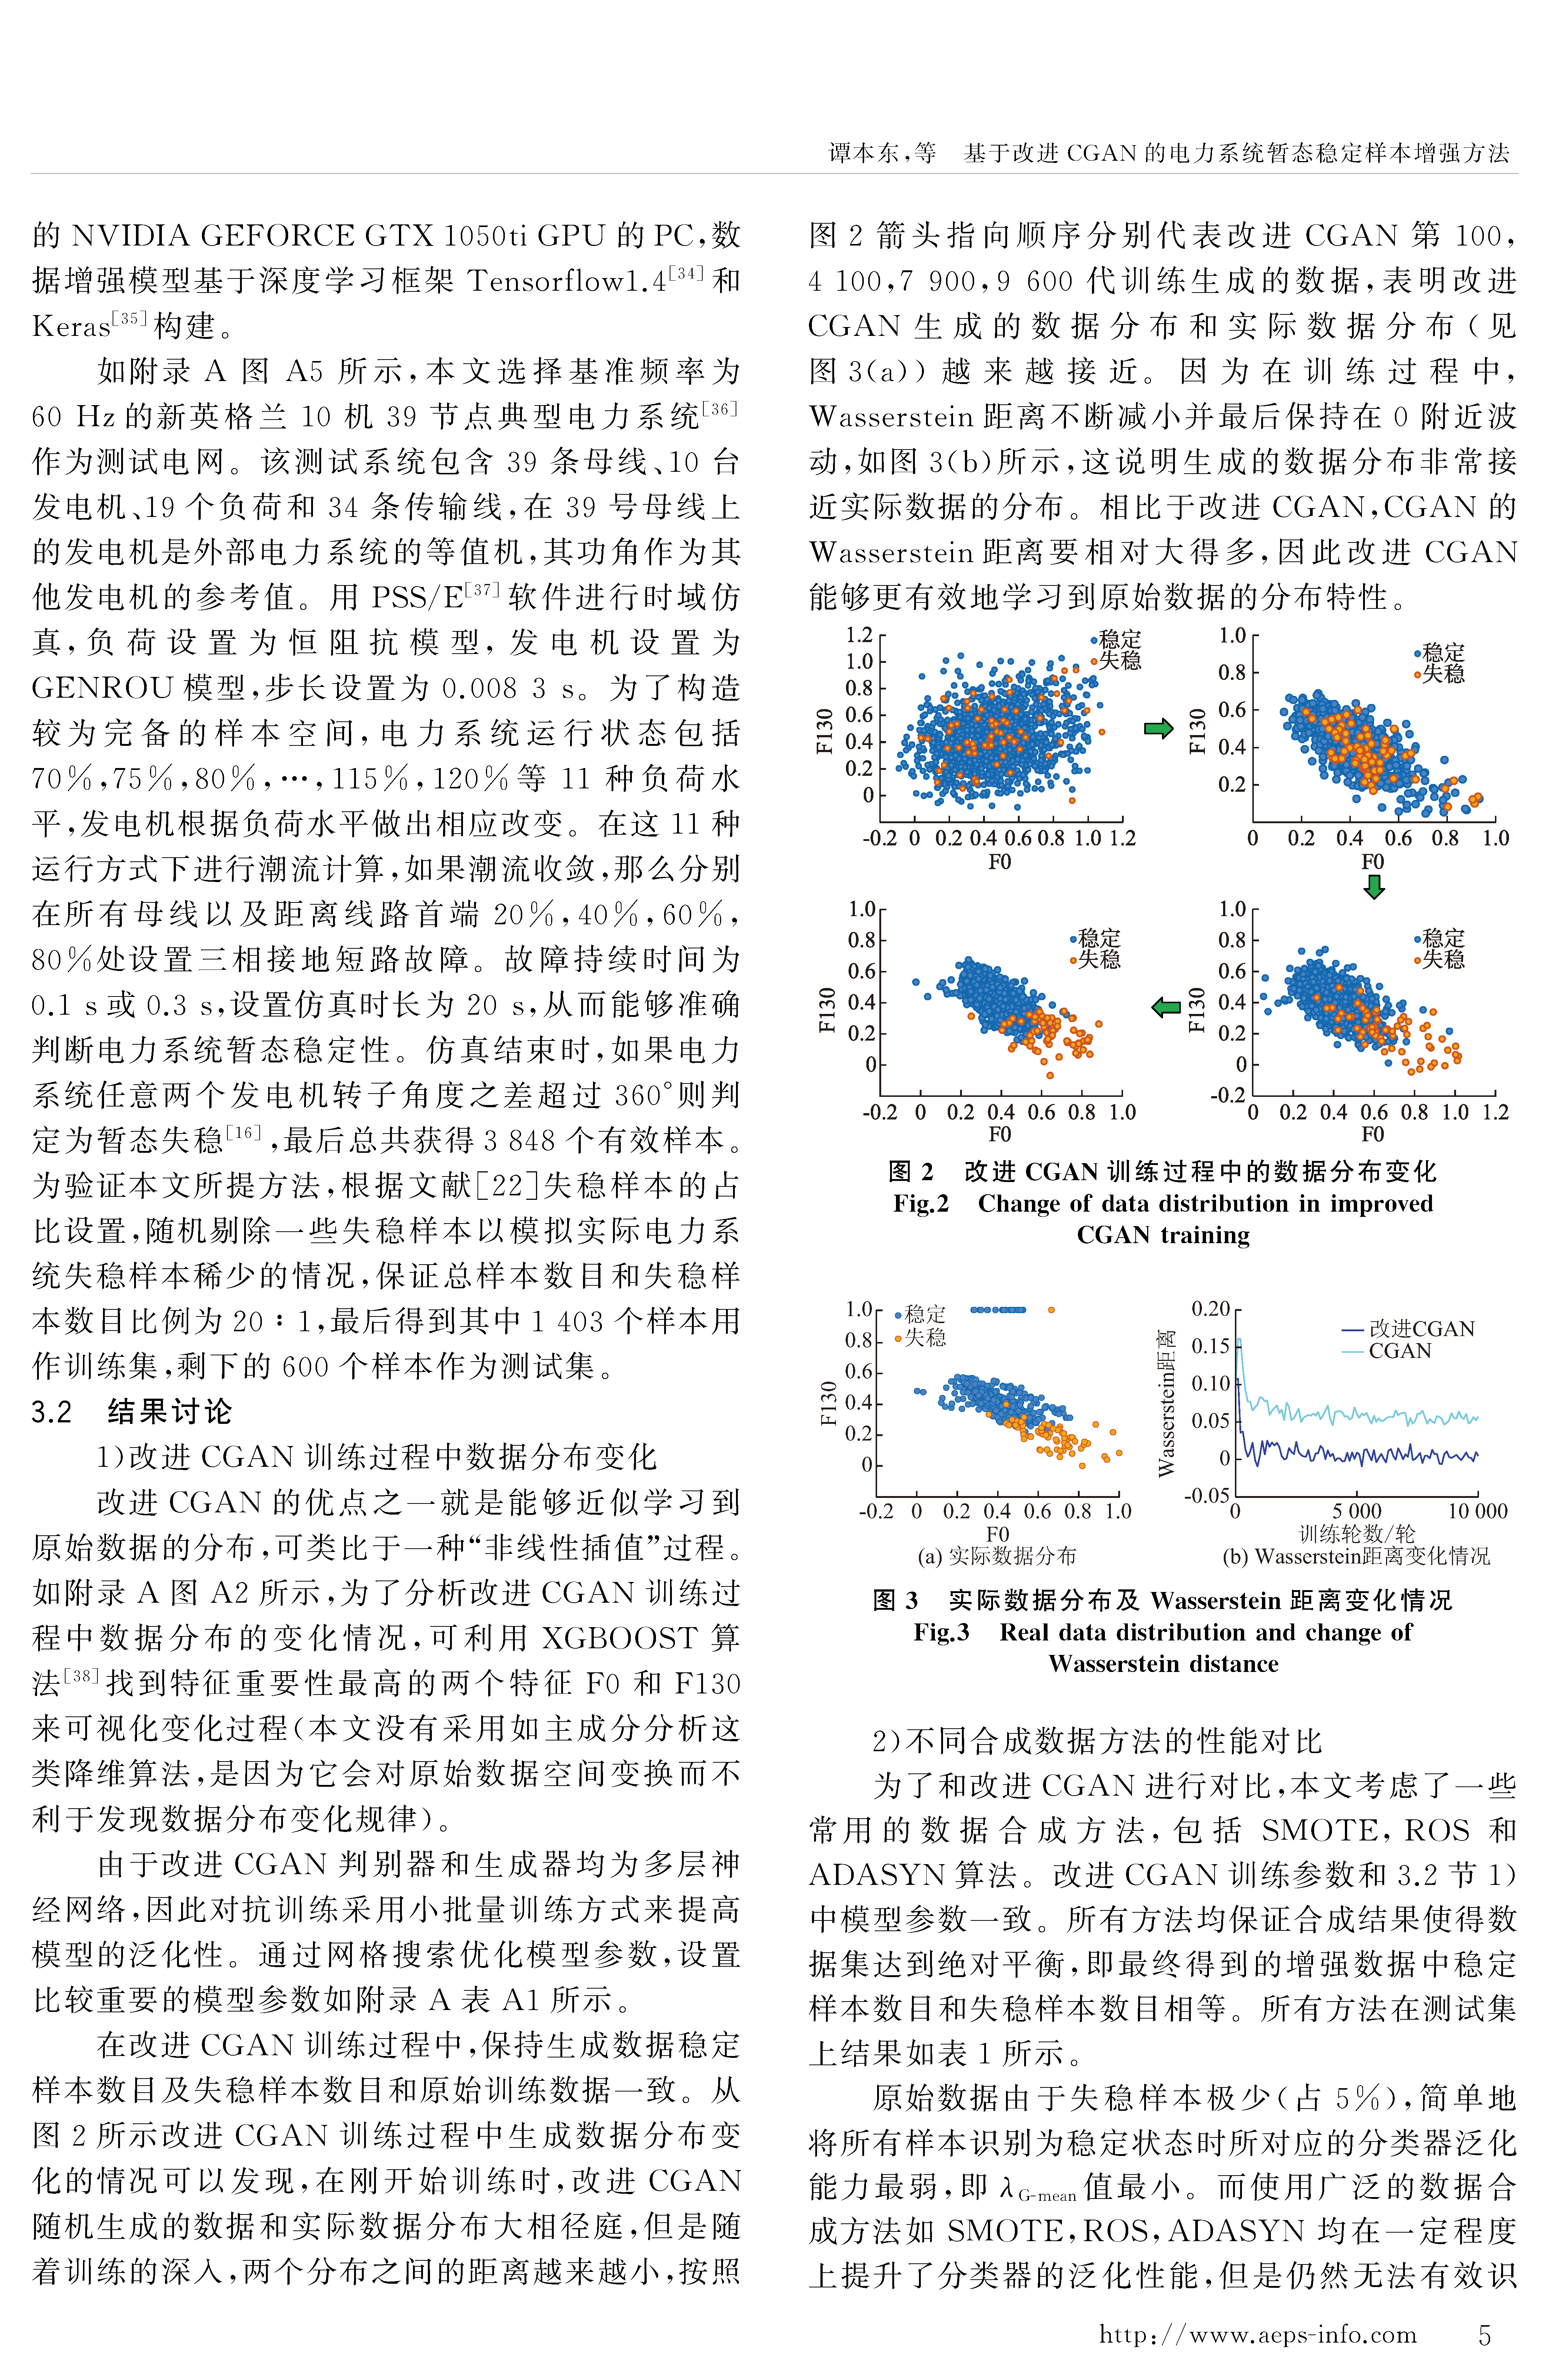 谭本东,等　基于改进 CGAN 的电力系统暂态稳定样本增强方法
的 NVIDIA GEFORCE GTX 1050ti GPU 的 PC,数
据增强模型基于深度学习框架 Tensorflow1.4[34]和
Keras[35]构建。
如附录 A 图 A5 所示,本文选择基准频率为
60 Hz 的新英格兰 10 机 39 节点典型电力系统[36]
作为测试电网。该测试系统包含 39 条母线、10 台
发电机、19 个负荷和 34 条传输线,在 39 号母线上
的发电机是外部电力系统的等值机,其功角作为其
他发电机的参考值。用 PSS/E[37]软件进行时域仿
真,负荷设置为恒阻抗模型,发电机设置为
GENROU 模型,步长设置为 0.008 3 s。为了构造
较为完备的样本空间,电力系统运行状态包括
70%,75%,80%,…,115%,120%等 11 种负荷水
平,发电机根据负荷水平做出相应改变。在这 11 种
运行方式下进行潮流计算,如果潮流收敛,那么分别
在所有母线以及距离线路首端 20%,40%,60%,
80%处设置三相接地短路故障。故障持续时间为
0.1 s 或 0.3 s,设置仿真时长为 20 s,从而能够准确
判断电力系统暂态稳定性。仿真结束时,如果电力
系统任意两个发电机转子角度之差超过 360°则判
定为暂态失稳[16],最后总共获得 3 848 个有效样本。
为验证本文所提方法,根据文献[22]失稳样本的占
比设置,随机剔除一些失稳样本以模拟实际电力系
统失稳样本稀少的情况,保证总样本数目和失稳样
本数目比例为 20∶1,最后得到其中 1 403 个样本用
作训练集,剩下的 600 个样本作为测试集。
3.2　结果讨论
1)改进 CGAN 训练过程中数据分布变化
改进 CGAN 的优点之一就是能够近似学习到
原始数据的分布,可类比于一种“非线性插值”过程。
如附录 A 图 A2 所示,为了分析改进 CGAN 训练过
程中数据分布的变化情况,可利用 XGBOOST 算
法[38]找到特征重要性最高的两个特征 F0 和 F130
来可视化变化过程(本文没有采用如主成分分析这
类降维算法,是因为它会对原始数据空间变换而不
利于发现数据分布变化规律)。
由于改进 CGAN 判别器和生成器均为多层神
经网络,因此对抗训练采用小批量训练方式来提高
模型的泛化性。通过网格搜索优化模型参数,设置
比较重要的模型参数如附录 A 表 A1 所示。
在改进 CGAN 训练过程中,保持生成数据稳定
样本数目及失稳样本数目和原始训练数据一致。从
图 2 所示改进 CGAN 训练过程中生成数据分布变
化的情况可以发现,在刚开始训练时,改进 CGAN
随机生成的数据和实际数据分布大相径庭,但是随
着训练的深入,两个分布之间的距离越来越小,按照
图 2 箭头指向顺序分别代表改进 CGAN 第 100,
4 100,7 900,9 600 代训练生成的数据,表明改进
CGAN 生成的数据分布和实际数据分布(见
图 3(a))越来越接近。因为在训练过程中,
Wasserstein 距离不断减小并最后保持在 0 附近波
动,如图 3(b)所示,这说明生成的数据分布非常接
近实际数据的分布。相比于改进 CGAN,CGAN 的
Wasserstein 距离要相对大得多,因此改进 CGAN
能够更有效地学习到原始数据的分布特性。
1.2
1.0
0.8
0.6
0.4
0.2
0
F130
稳定
失稳
-0.2 0 0.2 0.4 0.6 0.8 1.0 1.2
F0
1.0
0.8
0.6
0.4
0.2
F130
稳定
失稳
0 0.2 0.4 0.6 0.8 1.0
F0
1.0
0.8
0.6
0.4
0.2
0
F130
稳定
失稳
-0.2 0 0.2 0.4 0.6 0.8 1.0
F0
1.0
0.8
0.6
0.4
0.2
0
-0.2
F130
稳定
失稳
0 0.2 0.4 0.6 0.8 1.0 1.2
F0
图 2　改进 CGAN 训练过程中的数据分布变化
Fig.2　Change of data distribution in improved
CGAN training
1.0
0.8
0.6
0.4
0.2
0
F130
稳定
失稳
-0.2 0 0.2 0.4 0.6 0.8 1.0
F0
(a) 实际数据分布
0.20
0.15
0.10
0.05
0
-0.05
Wasserstein距离
改进CGAN
CGAN
0 5 000 10 000
训练轮数/轮
(b) Wasserstein距离变化情况
图 3　实际数据分布及 Wasserstein 距离变化情况
Fig.3　Real data distribution and change of
Wasserstein distance
2)不同合成数据方法的性能对比
为了和改进 CGAN 进行对比,本文考虑了一些
常用的数据合成方法,包括 SMOTE, ROS 和
ADASYN 算法。改进 CGAN 训练参数和 3.2 节 1)
中模型参数一致。所有方法均保证合成结果使得数
据集达到绝对平衡,即最终得到的增强数据中稳定
样本数目和失稳样本数目相等。所有方法在测试集
上结果如表 1 所示。
原始数据由于失稳样本极少(占 5%),简单地
将所有样本识别为稳定状态时所对应的分类器泛化
能力最弱,即 λG-mean 值最小。而使用广泛的数据合
成方法如 SMOTE,ROS,ADASYN 均在一定程度
上提升了分类器的泛化性能,但是仍然无法有效识
http://www.aeps-info.com　5